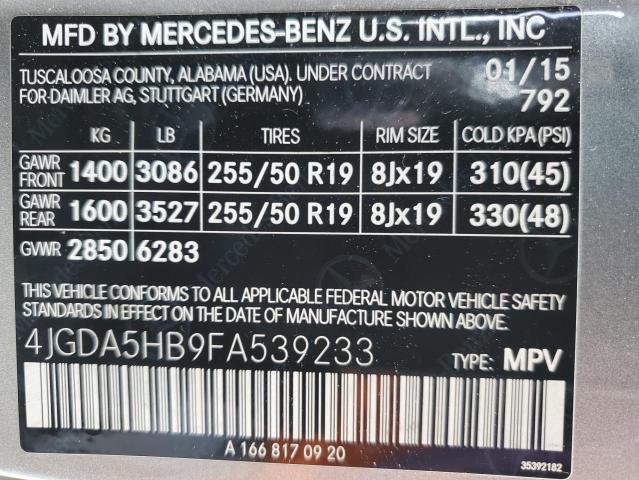 MFD BY MERCEDES-BENZ U.S. INTL., INC
TUSCALOOSA COUNTY, ALABAMA (USA). UNDER CONTRACT 01/15
FOR-DAIMLER AG, STUTTGART (GERMANY) 792
KG LB TIRES RIM SIZE COLD KPA(PSI)
GAWR FRONT 1400 3086 255/50 R19 8Jx19 310(45)
GAWR REAR 1600 3527 255/50 R19 8Jx19 330(48)
GVWR 2850 6283
THIS VEHICLE CONFORMS TO ALL APPLICABLE FEDERAL MOTOR VEHICLE SAFETY
STANDARDS IN EFFECT ON THE DATE OF MANUFACTURE SHOWN ABOVE.
4JGDA5HB9FA539233 TYPE: MPV
A 166 817 09 20
35392182